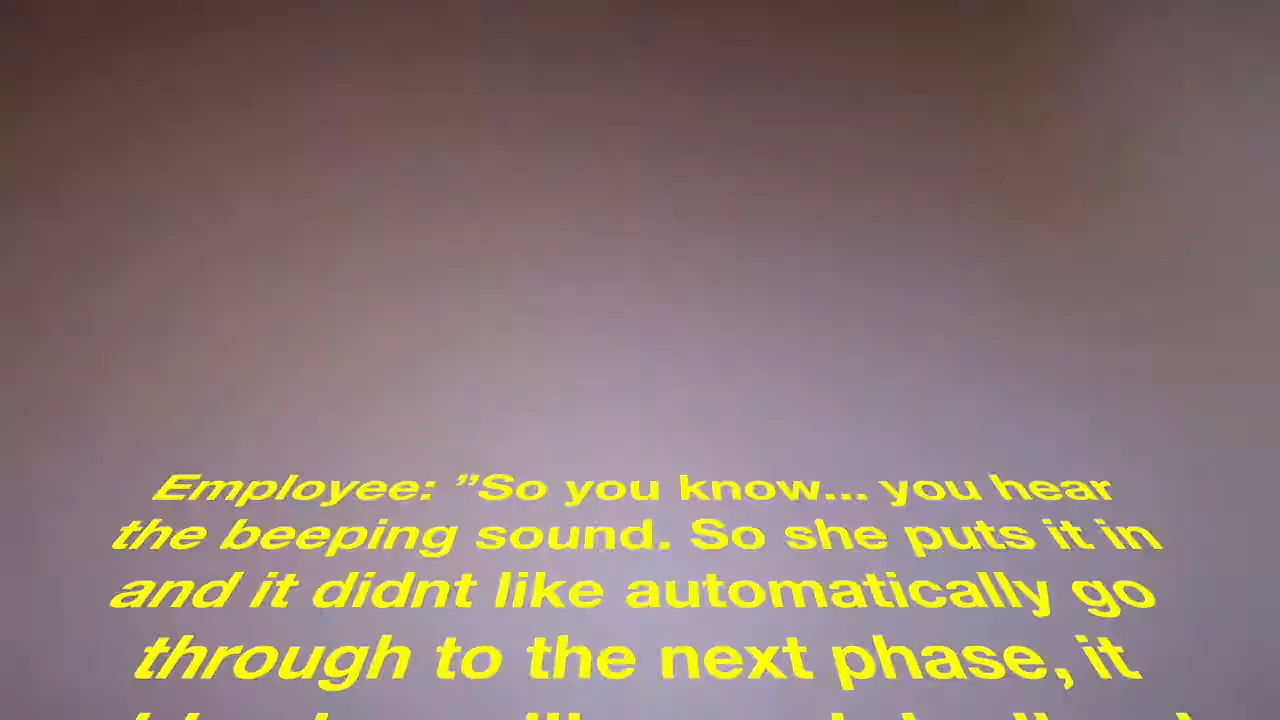 Employee: ”So you know... you hear
the beeping sound. So she puts it in
and it didnt like automatically go
through to the next phase, it